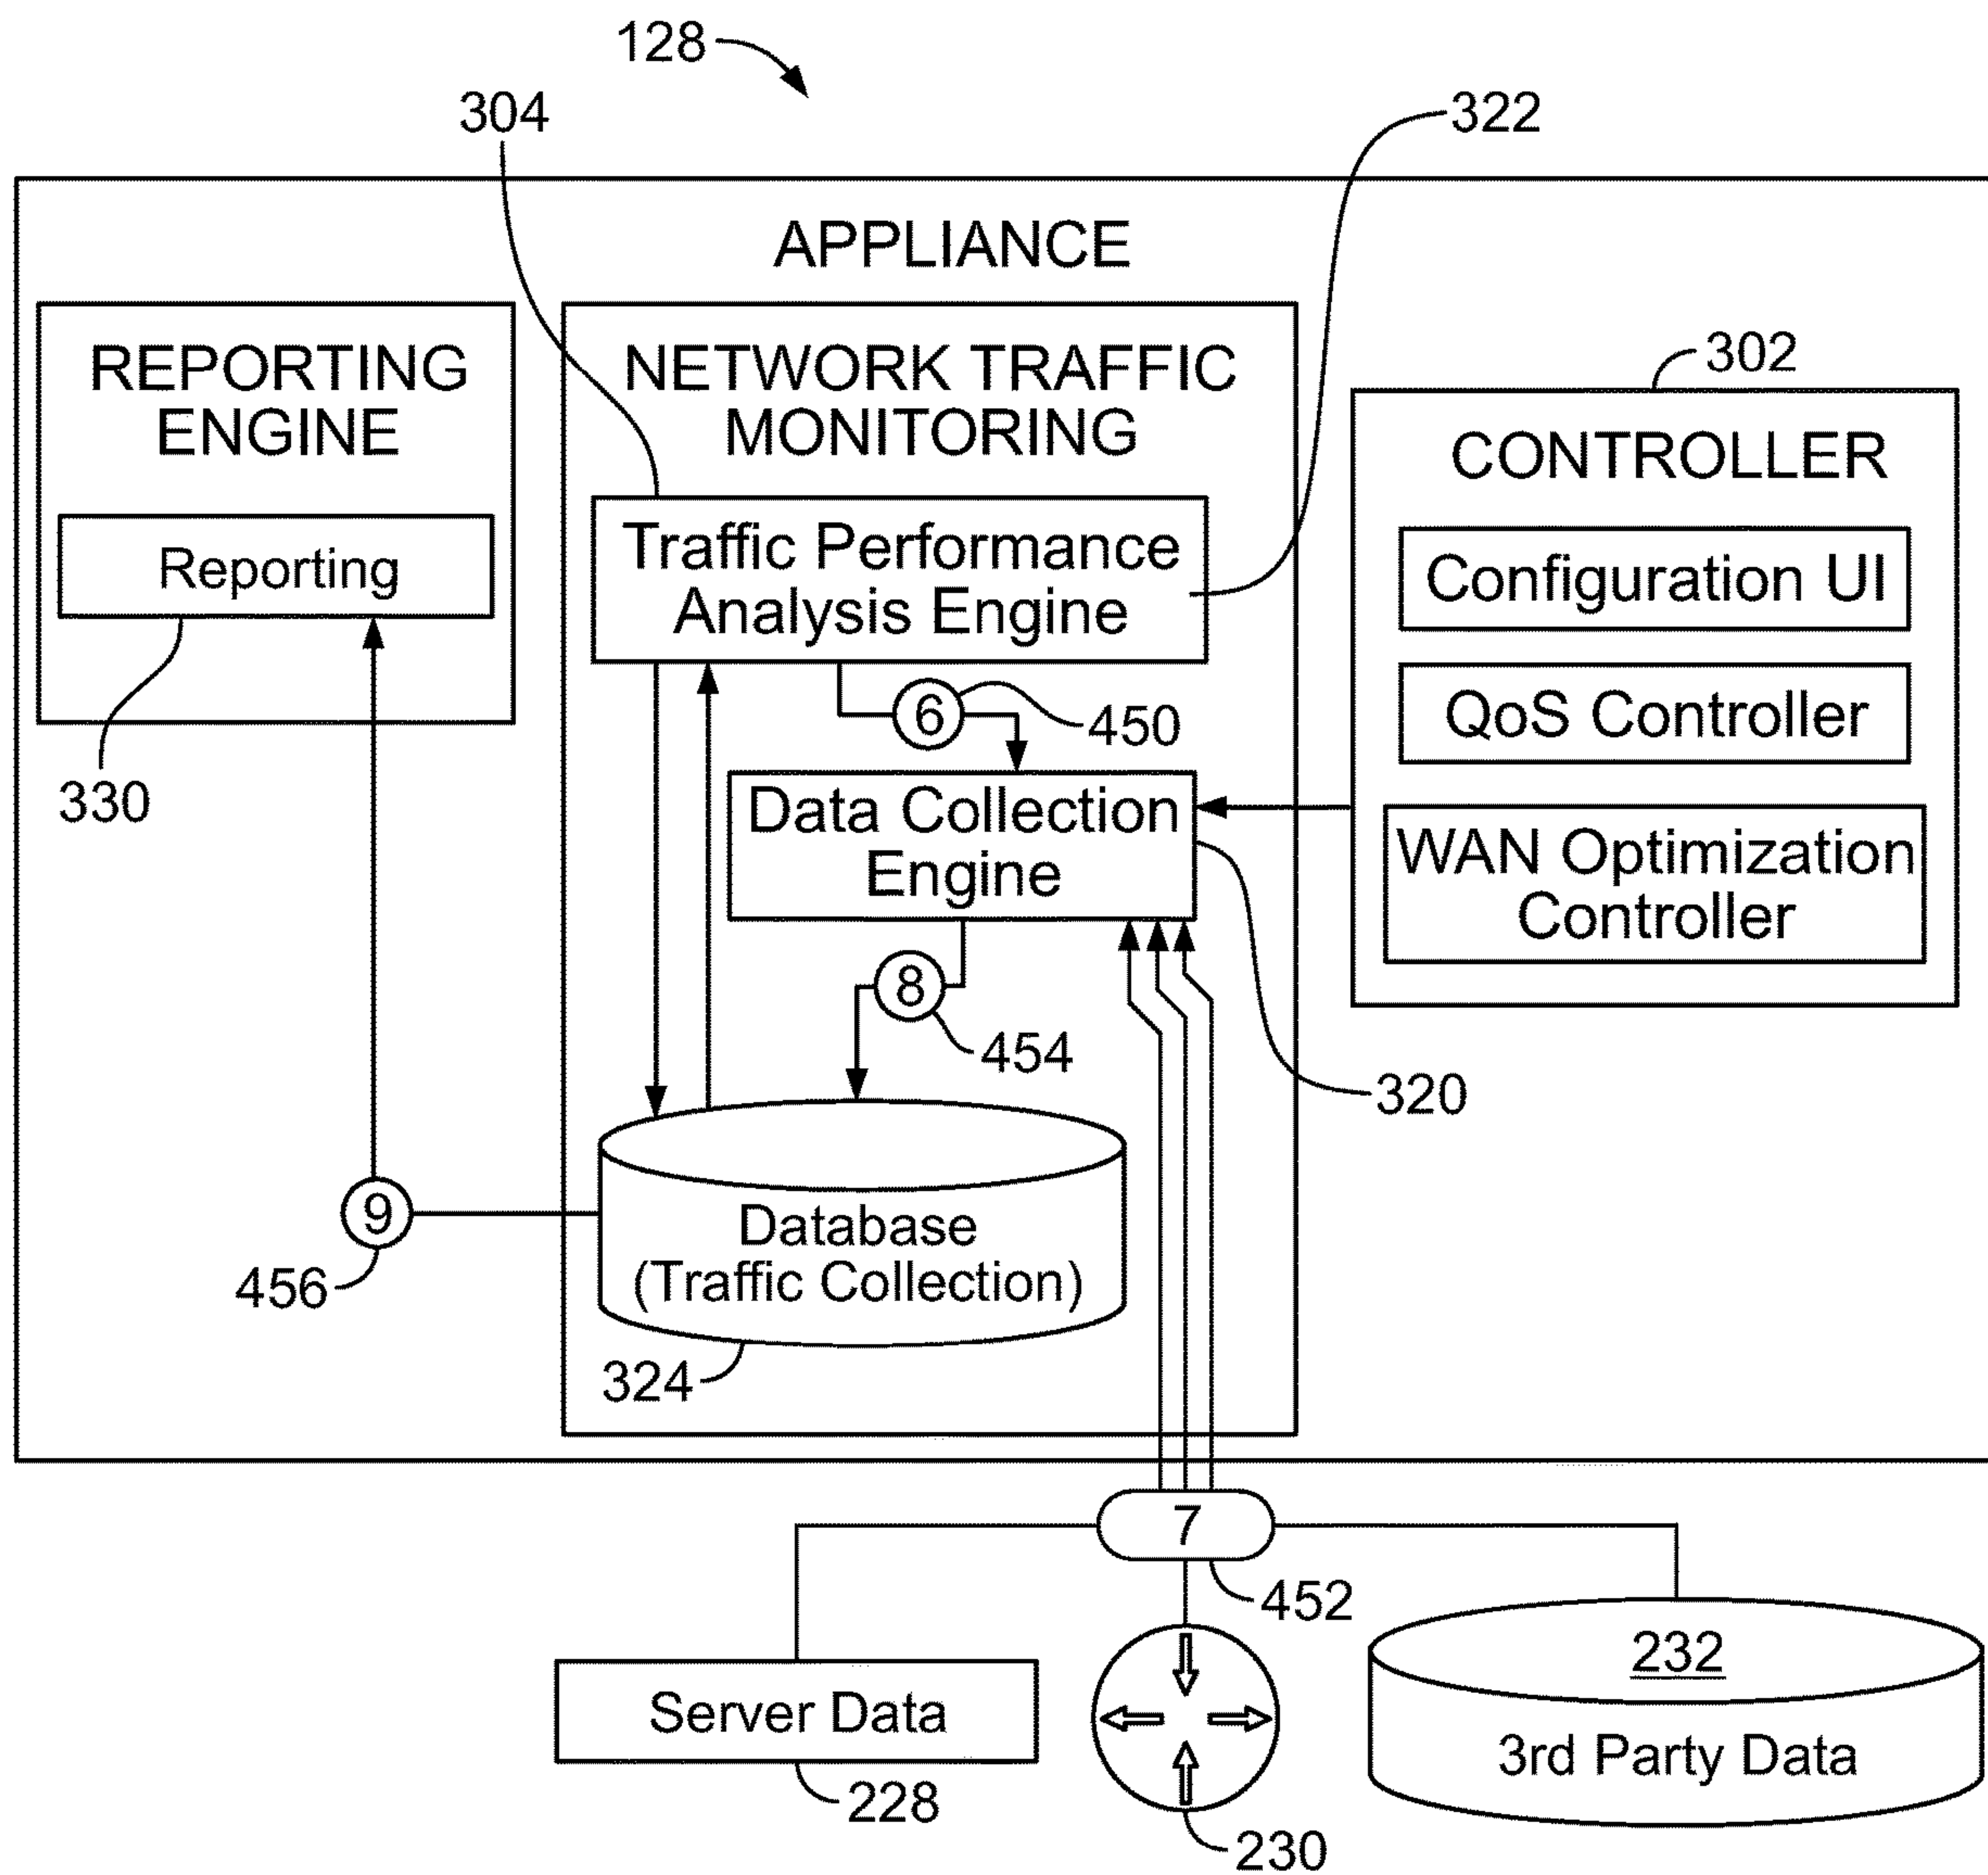 128
304
322
APPLIANCE
REPORTING
ENGINE
Reporting
330
NETWORK TRAFFIC
MONITORING
Traffic Performance
Analysis Engine
6
450
Data Collection
Engine
8
454
320
302
CONTROLLER
Configuration UI
QoS Controller
WAN Optimization
Controller
9
456
Database
(Traffic Collection)
324
7
452
Server Data
228
230
232
3rd Party Data